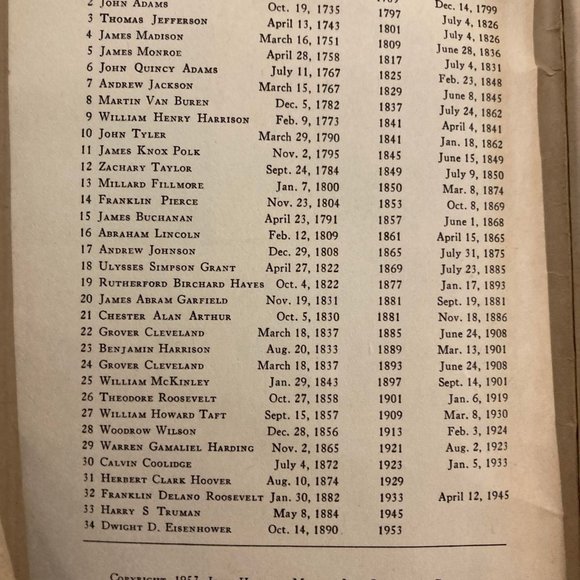 Dec. 14, 1799
2 JOHN ADAMS Oct. 19, 1735 1797 July 4, 1826
3 THOMAS JEFFERSON April 13, 1743 1801 July 4, 1826
4 JAMES MADISON March 16, 1751 1809 June 28, 1836
5 JAMES MONROE April 28, 1758 1817 July 4, 1831
6 JOHN QUINCY ADAMS July 11, 1767 1825 Feb. 23, 1848
7 ANDREW JACKSON March 15, 1767 1829 June 8, 1845
8 MARTIN VAN BUREN Dec. 5, 1782 1837 July 24, 1862
9 WILLIAM HENRY HARRISON Feb. 9, 1773 1841 April 4, 1841
10 JOHN TYLER March 29, 1790 1841 Jan. 18, 1862
11 JAMES KNOX POLK Nov. 2, 1795 1845 June 15, 1849
12 ZACHARY TAYLOR Sept. 24, 1784 1849 July 9, 1850
13 MILLARD FILLMORE Jan. 7, 1800 1850 Mar. 8, 1874
14 FRANKLIN PIERCE Nov. 23, 1804 1853 Oct. 8, 1869
15 JAMES BUCHANAN April 23, 1791 1857 June 1, 1868
16 ABRAHAM LINCOLN Feb. 12, 1809 1861 April 15, 1865
17 ANDREW JOHNSON Dec. 29, 1808 1865 July 31, 1875
18 ULYSSES SIMPSON GRANT April 27, 1822 1869 July 23, 1885
19 RUTHERFORD BIRCHARD HAYES Oct. 4, 1822 1877 Jan. 17, 1893
20 JAMES ABRAM GARFIELD Nov. 19, 1831 1881 Sept. 19, 1881
21 CHESTER ALAN ARTHUR Oct. 5, 1830 1881 Nov. 18, 1886
22 GROVER CLEVELAND March 18, 1837 1885 June 24, 1908
23 BENJAMIN HARRISON Aug. 20, 1833 1889 Mar. 13, 1901
24 GROVER CLEVELAND March 18, 1837 1893 June 24, 1908
25 WILLIAM MCKINLEY Jan. 29, 1843 1897 Sept. 14, 1901
26 THEODORE ROOSEVELT Oct. 27, 1858 1901 Jan. 6, 1919
27 WILLIAM HOWARD TAFT Sept. 15, 1857 1909 Mar. 8, 1930
28 WOODROW WILSON Dec. 28, 1856 1913 Feb. 3, 1924
29 WARREN GAMALIEL HARDING Nov. 2, 1865 1921 Aug. 2, 1923
30 CALVIN COOLIDGE July 4, 1872 1923 Jan. 5, 1933
31 HERBERT CLARK HOOVER Aug. 10, 1874 1929
32 FRANKLIN DELANO ROOSEVELT Jan. 30, 1882 1933 April 12, 1945
33 HARRY S TRUMAN May 8, 1884 1945
34 DWIGHT D. EISENHOWER Oct. 14, 1890 1953
COPYRIGHT